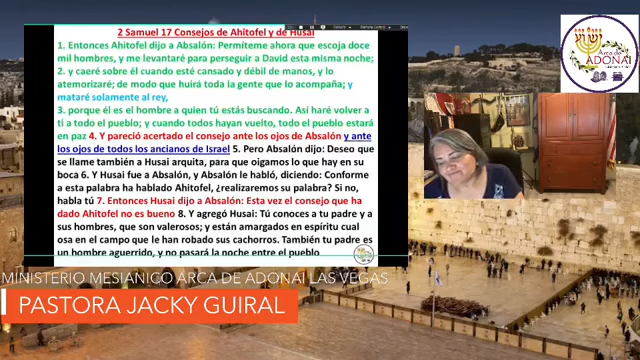 2 Samuel 17 Consejos de Ahitofel y de Husai
1. Entonces Ahitofel dijo a Absalón: Permíteme ahora que escoja doce
mil hombres, y me levantaré para perseguir a David esta misma noche;
2. y caeré sobre él cuando esté cansado y débil de manos, y lo
atemorizaré; de modo que huirá toda la gente que lo acompaña; y
mataré solamente al rey,
3. porque él es el hombre a quien tú estás buscando. Así haré volver a
ti a todo el pueblo; y cuando todos hayan vuelto, todo el pueblo estará
en paz 4. Y pareció acertado el consejo ante los ojos de Absalón y ante
los ojos de todos los ancianos de Israel 5. Pero Absalón dijo: Deseo que
se llame también a Husai arquita, para que oigamos lo que hay en su
boca 6. Y Husai fue a Absalón, y Absalón le habló, diciendo: Conforme
a esta palabra ha hablado Ahitofel, ¿realizaremos su palabra? Si no,
habla tú 7. Entonces Husai dijo a Absalón: Esta vez el consejo que ha
dado Ahitofel no es bueno 8. Y agregó Husai: Tú conoces a tu padre y a
sus hombres, que son valerosos; y están amargados en espíritu cual
osa en el campo que le han robado sus cachorros. También tu padre es
un hombre aguerrido, y no pasará la noche entre el pueblo
Arca de
ADONAI
MINISTERIO MESIANICO ARCA DE ADONAI LAS VEGAS
PASTORA JACKY GUIRAL